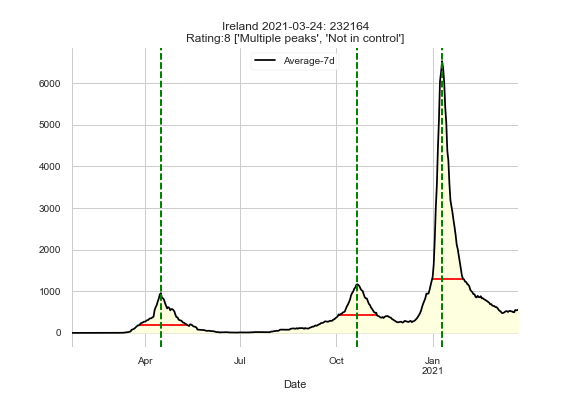 Ireland 2021-03-24: 232164
Rating:8 ['Multiple peaks', 'Not in control']
Average-7d
6000
5000
4000
3000
2000
1000
0
Apr
Jul
Oct
Jan
2021
Date